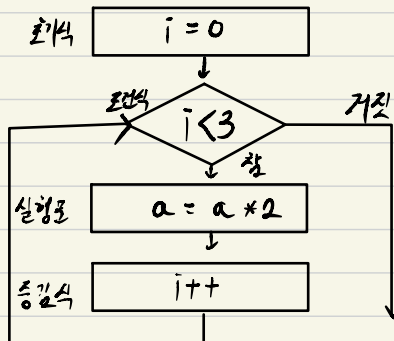 초기식
i = 0
조건식
i<3
거짓
참
실행문
a = a *2
증감식
i++